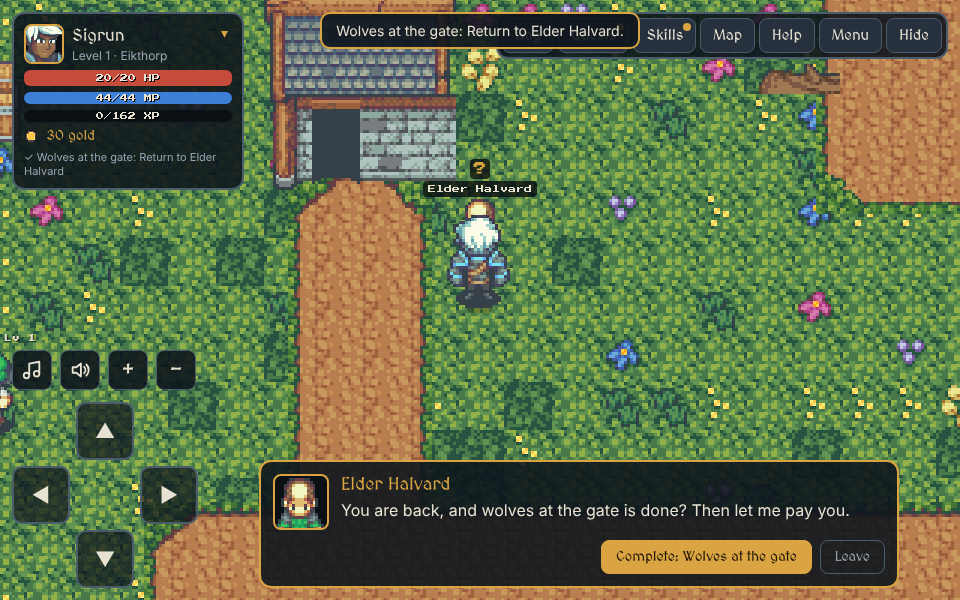 Sigrun
Level 1 · Eikthorp
20/20 HP
44/44 MP
0/162 XP
30 gold
✓ Wolves at the gate: Return to Elder
Halvard
Wolves at the gate: Return to Elder Halvard.
Skills
Map
Help
Menu
Hide
?
Elder Halvard
Lv 1
Elder Halvard
You are back, and wolves at the gate is done? Then let me pay you.
Complete: Wolves at the gate
Leave